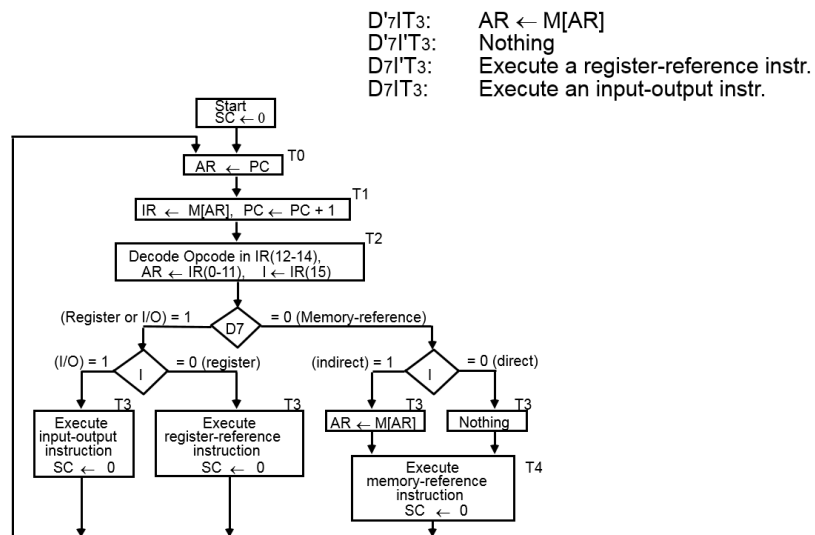 D'7IT3: AR ← M[AR]
D'7I'T3: Nothing
D7I'T3: Execute a register-reference instr.
D7IT3: Execute an input-output instr.
Start
SC ← 0
T0
AR ← PC
T1
IR ← M[AR], PC ← PC + 1
T2
Decode Opcode in IR(12-14),
AR ← IR(0-11), I ← IR(15)
(Register or I/O) = 1
D7
= 0 (Memory-reference)
(I/O) = 1
I
= 0 (register)
(indirect) = 1
I
= 0 (direct)
T3
Execute
input-output
instruction
SC ← 0
T3
Execute
register-reference
instruction
SC ← 0
T3
AR ← M[AR]
T3
Nothing
T4
Execute
memory-reference
instruction
SC ← 0